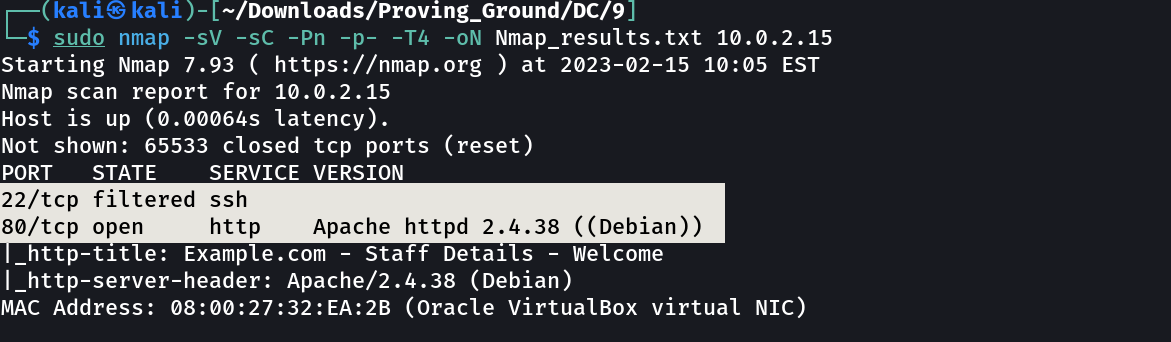 ┌──(kali㉿kali)-[~/Downloads/Proving_Ground/DC/9]
└─$ sudo nmap -sV -sC -Pn -p- -T4 -oN Nmap_results.txt 10.0.2.15
Starting Nmap 7.93 ( https://nmap.org ) at 2023-02-15 10:05 EST
Nmap scan report for 10.0.2.15
Host is up (0.00064s latency).
Not shown: 65533 closed tcp ports (reset)
PORT   STATE    SERVICE VERSION
22/tcp filtered ssh
80/tcp open     http    Apache httpd 2.4.38 ((Debian))
|_http-title: Example.com - Staff Details - Welcome
|_http-server-header: Apache/2.4.38 (Debian)
MAC Address: 08:00:27:32:EA:2B (Oracle VirtualBox virtual NIC)